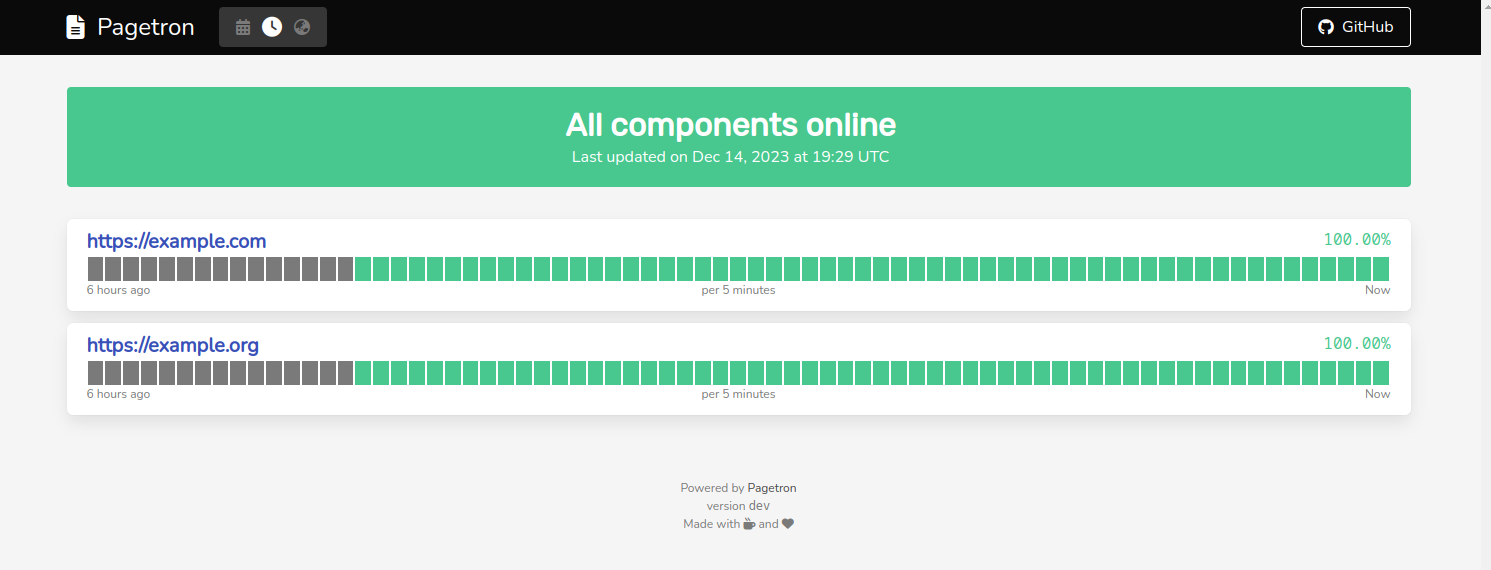 Pagetron
GitHub
All components online
Last updated on Dec 14, 2023 at 19:29 UTC
https://example.com
100.00%
6 hours ago
per 5 minutes
Now
https://example.org
100.00%
6 hours ago
per 5 minutes
Now
Powered by Pagetron
version dev
Made with and